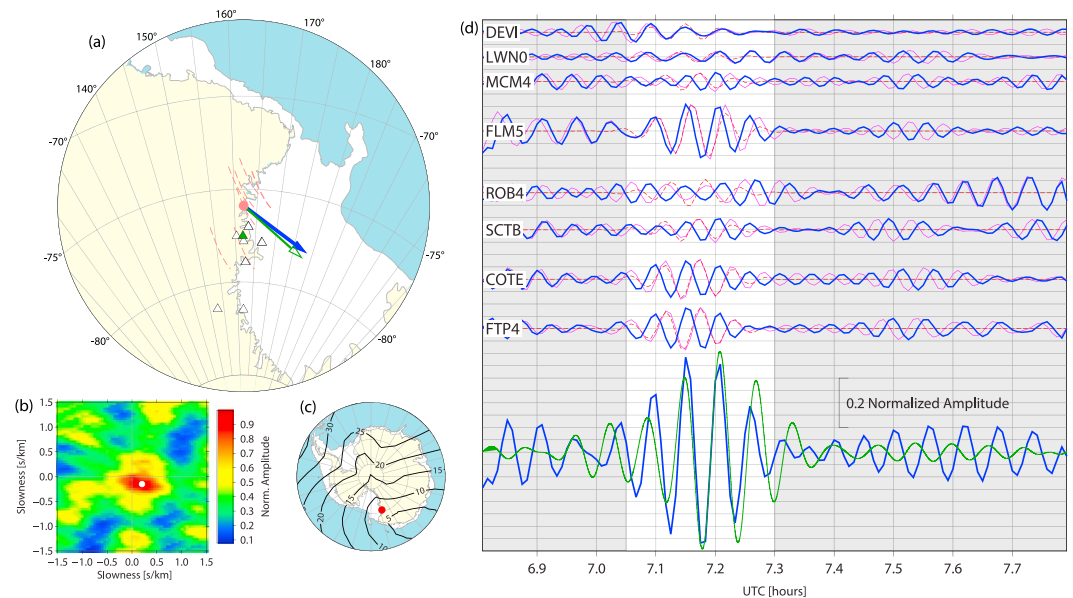 (a)
160°
170°
150°
140°
180°
-70°
-70°
-75°
-75°
-80°
-80°
(b)
1.5
1.0
0.5
0.0
-0.5
-1.0
-1.5
Slowness [s/km]
-1.5 -1.0 -0.5 0.0 0.5 1.0 1.5
Slowness [s/km]
0.9
0.8
0.7
0.6
0.5
0.4
0.3
0.2
0.1
Norm. Amplitude
(c)
30
25
20
15
15
15
25
20
10
5
10
(d)
DEVI
LWN0
MCM4
FLM5
ROB4
SCTB
COTE
FTP4
0.2 Normalized Amplitude
6.9 7.0 7.1 7.2 7.3 7.4 7.5 7.6 7.7
UTC [hours]